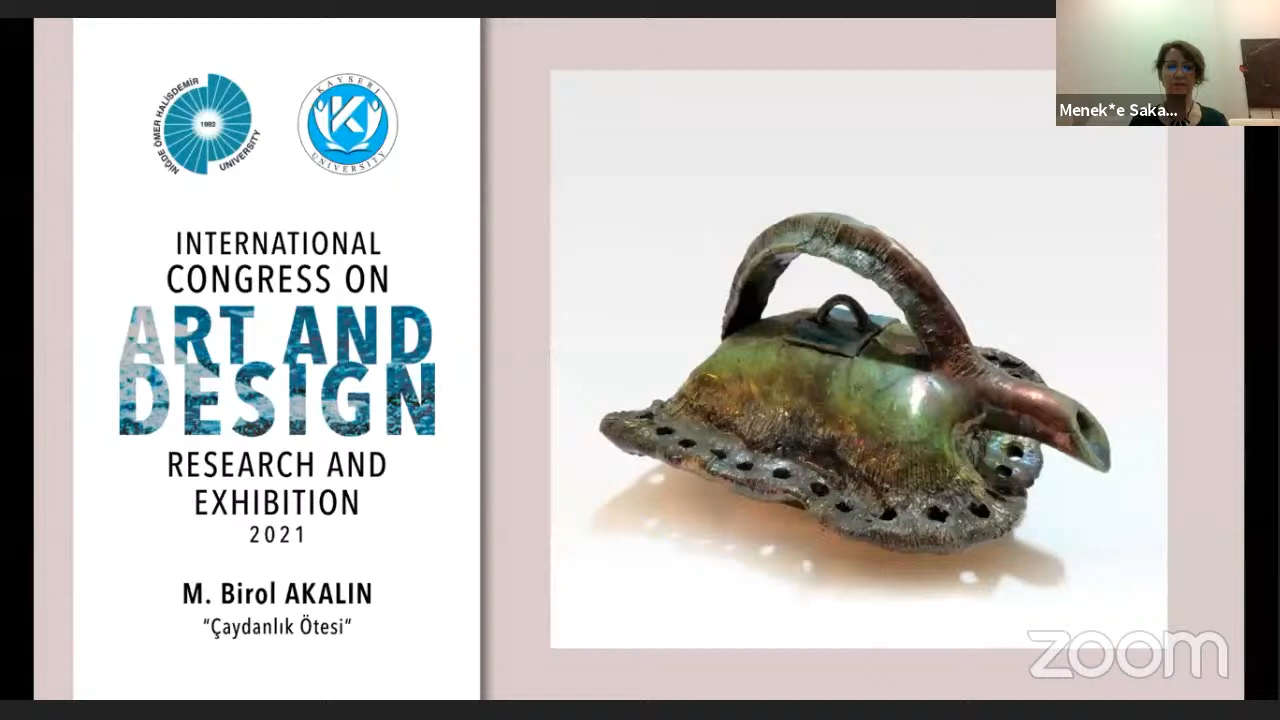 NİĞDE ÖMER HALİSDEMİR
UNIVERSITY
1992
KAYSERİ
UNIVERSITY
K
INTERNATIONAL
CONGRESS ON
ART AND
DESIGN
RESEARCH AND
EXHIBITION
2021
M. Birol AKALIN
“Çaydanlık Ötesi”
Menek*e Saka...
zoom